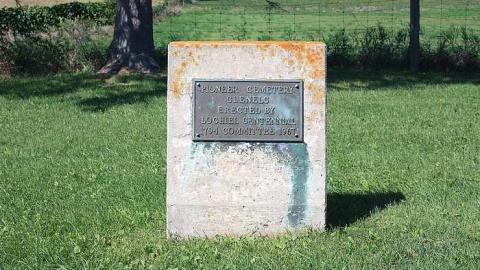 PIONEER CEMETERY
GLENELG
ERECTED BY
LOCHIEL CENTENNIAL
1794 COMMITTEE 1967